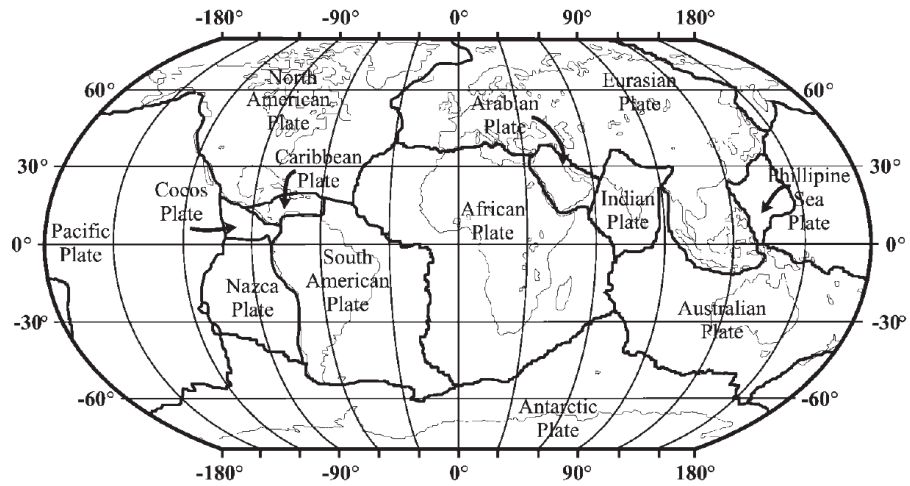 -180° -90° 0° 90° 180°
60°
60°
North
American
Plate
Eurasian
Plate
Arabian
Plate
30°
30°
Caribbean
Plate
Cocos
Plate
Phillipine
Sea
Plate
Indian
Plate
African
Plate
Pacific
Plate
0°
0°
South
American
Plate
Nazca
Plate
Australian
Plate
-30°
-30°
-60°
-60°
Antarctic
Plate
-180° -90° 0° 90° 180°